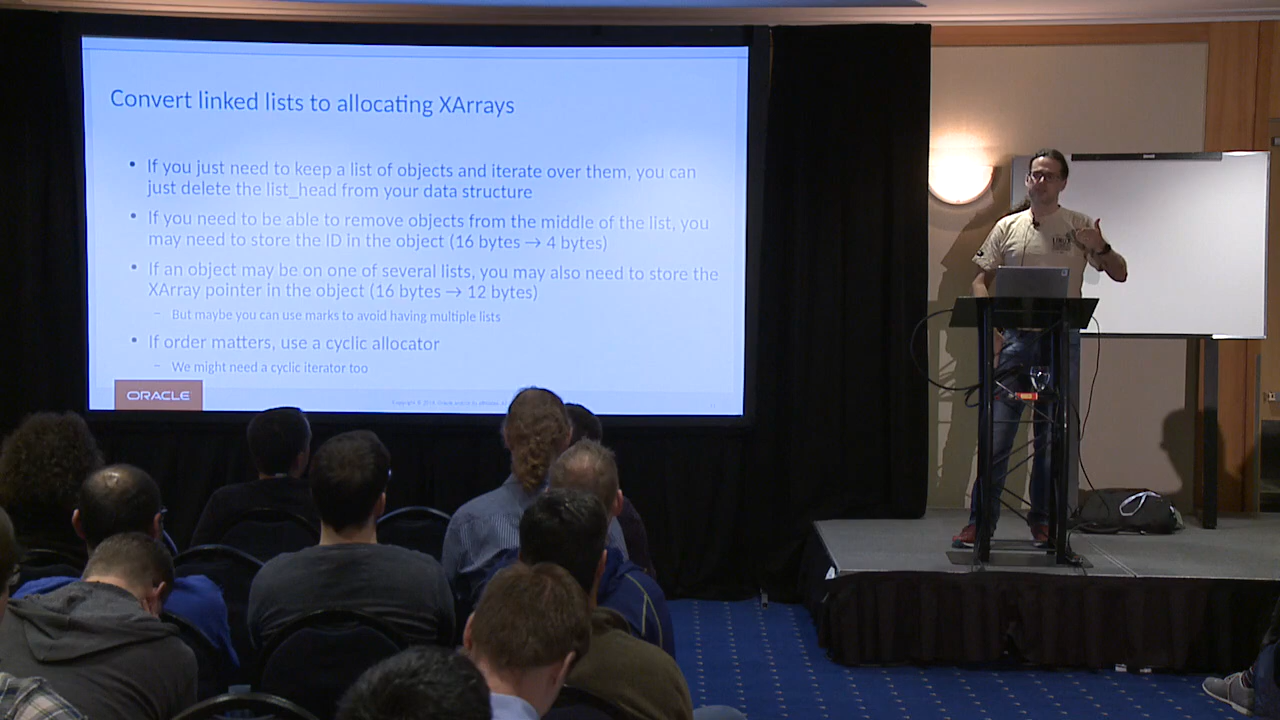 Convert linked lists to allocating XArrays
• If you just need to keep a list of objects and iterate over them, you can
just delete the list_head from your data structure
• If you need to be able to remove objects from the middle of the list, you
may need to store the ID in the object (16 bytes → 4 bytes)
• If an object may be on one of several lists, you may also need to store the
XArray pointer in the object (16 bytes → 12 bytes)
– But maybe you can use marks to avoid having multiple lists
• If order matters, use a cyclic allocator
– We might need a cyclic iterator too
ORACLE